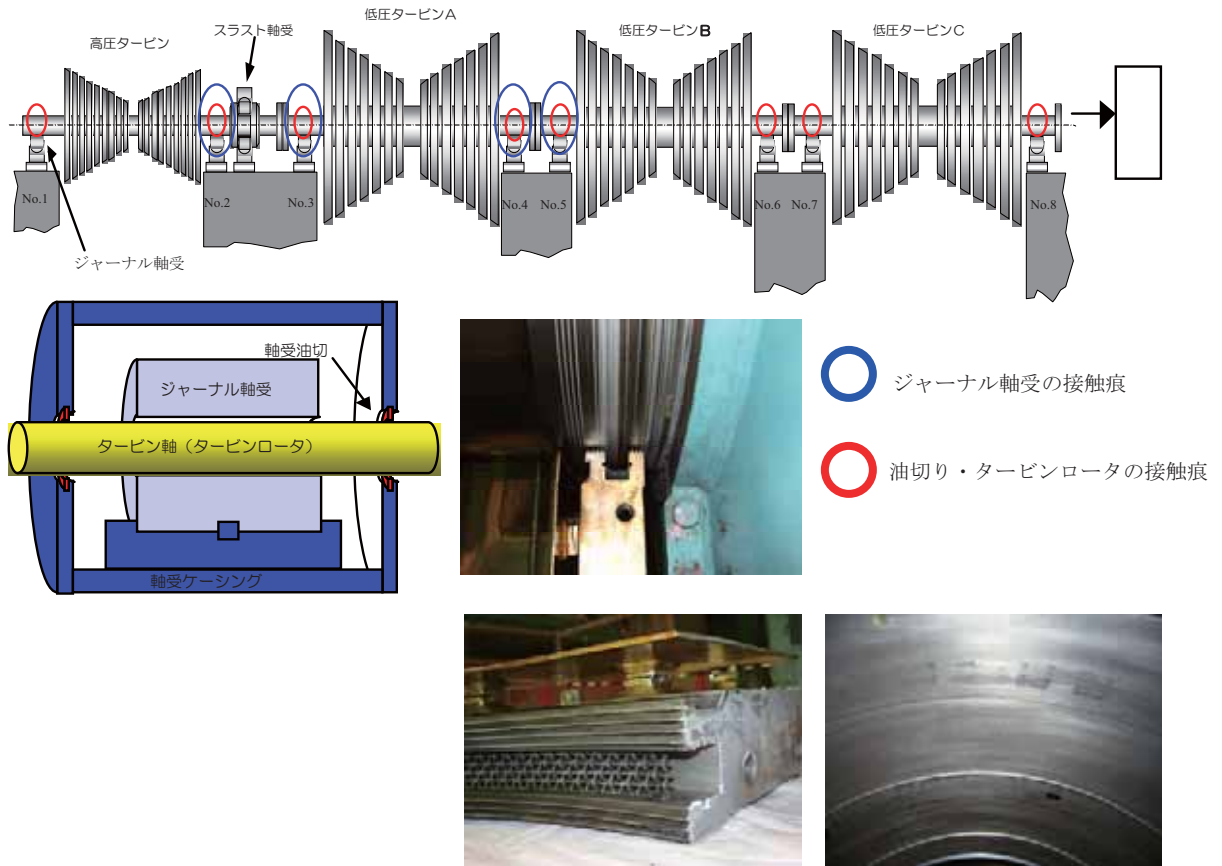 低圧タービンA
高圧タービン
スラスト軸受
低圧タービンB
低圧タービンC
No.1
No.2
No.3
No.4
No.5
No.6
No.7
No.8
ジャーナル軸受
軸受油切
ジャーナル軸受
タービン軸(タービンロータ)
軸受ケーシング
ジャーナル軸受の接触痕
油切り・タービンロータの接触痕